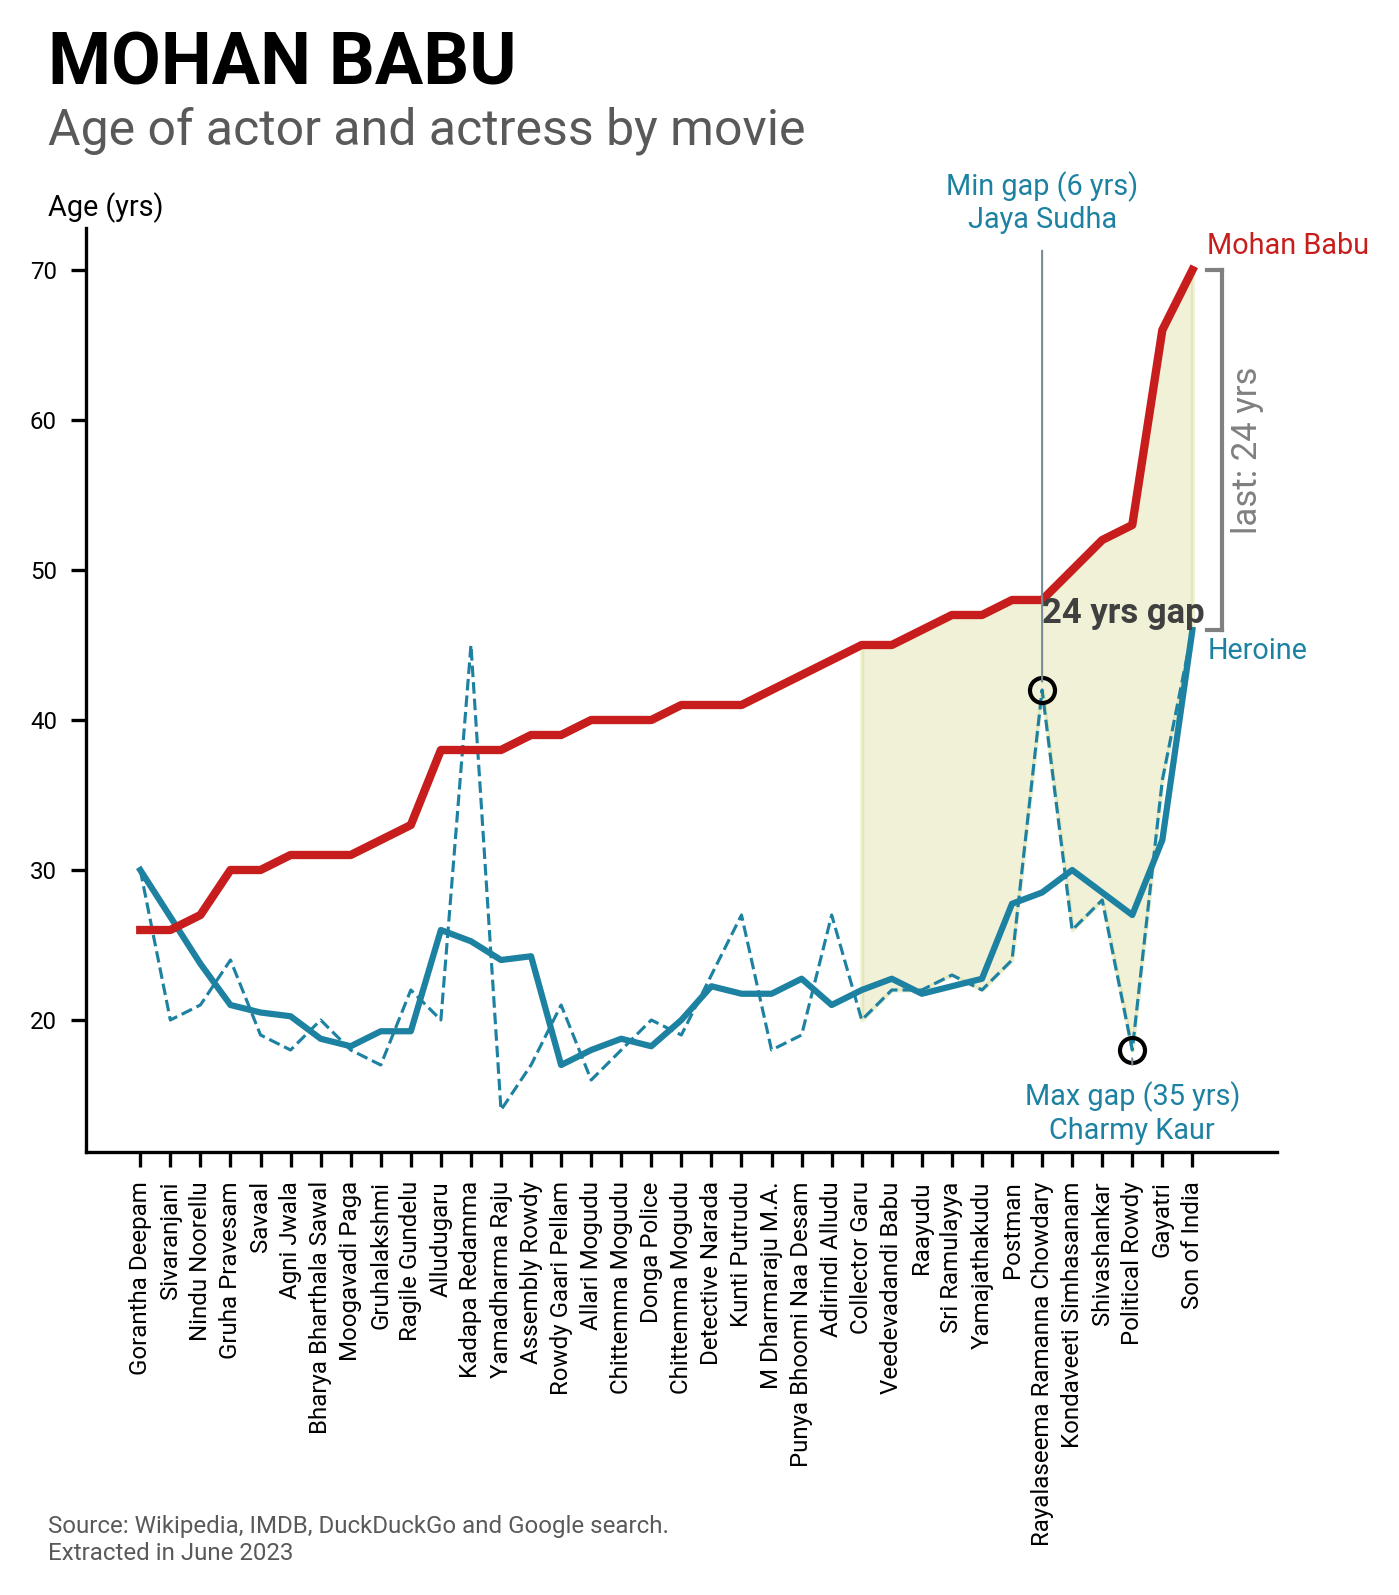 MOHAN BABU
Age of actor and actress by movie
Min gap (6 yrs)
Jaya Sudha
Age (yrs)
Mohan Babu
70
60
50
40
30
20
last: 24 yrs
24 yrs gap
Heroine
Max gap (35 yrs)
Charmy Kaur
Gorantha Deepam
Sivaranjani
Nindu Noorellu
Gruha Pravesam
Savaal
Agni Jwala
Bharya Bharthala Sawal
Moogavadi Paga
Gruhalakshmi
Ragile Gundelu
Alludugaru
Kadapa Redamma
Yamadharma Raju
Assembly Rowdy
Rowdy Gaari Pellam
Allari Mogudu
Chittemma Mogudu
Donga Police
Chittemma Mogudu
Detective Narada
Kunti Putrudu
M Dharmaraju M.A.
Punya Bhoomi Naa Desam
Adirindi Alludu
Collector Garu
Veedevadandi Babu
Raayudu
Sri Ramulayya
Yamajathakudu
Postman
Rayalaseema Ramanna Chowdary
Kondaveeti Simhasanam
Shivashankar
Political Rowdy
Gayatri
Son of India
Source: Wikipedia, IMDB, DuckDuckGo and Google search.
Extracted in June 2023